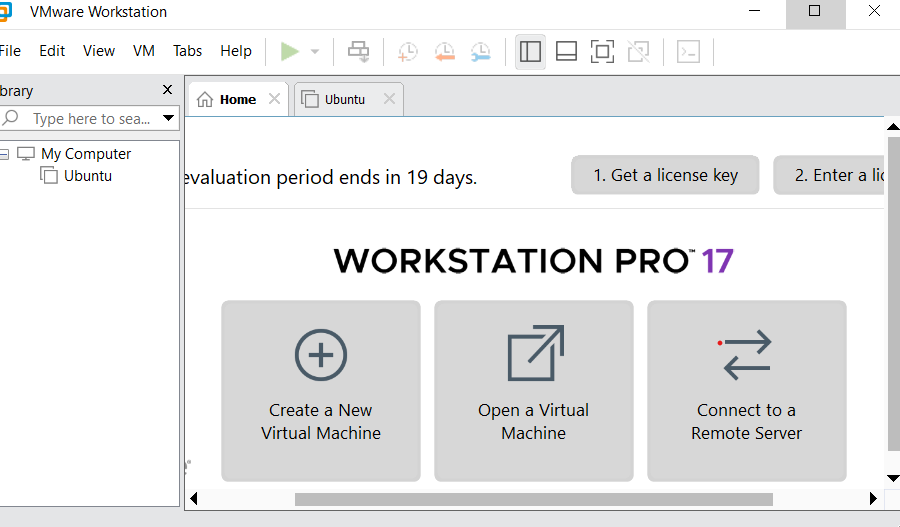 VMware Workstation
File Edit View VM Tabs Help
brary
Type here to sea...
My Computer
Ubuntu
Home
Ubuntu
evaluation period ends in 19 days.
1. Get a license key
2. Enter a lic
WORKSTATION PRO™ 17
Create a New
Virtual Machine
Open a Virtual
Machine
Connect to a
Remote Server